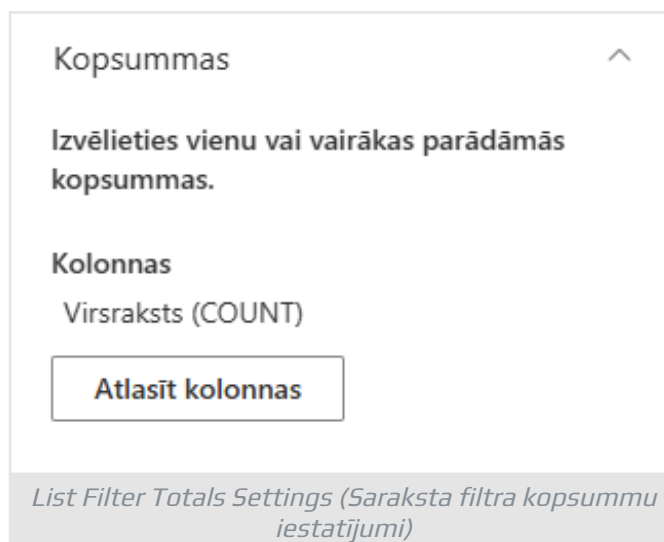 Kopsummas
Izvēlieties vienu vai vairākas parādāmās
kopsummas.
Kolonnas
Virsraksts (COUNT)
Atlasīt kolonnas
List Filter Totals Settings (Saraksta filtra kopsummu
iestatījumi)